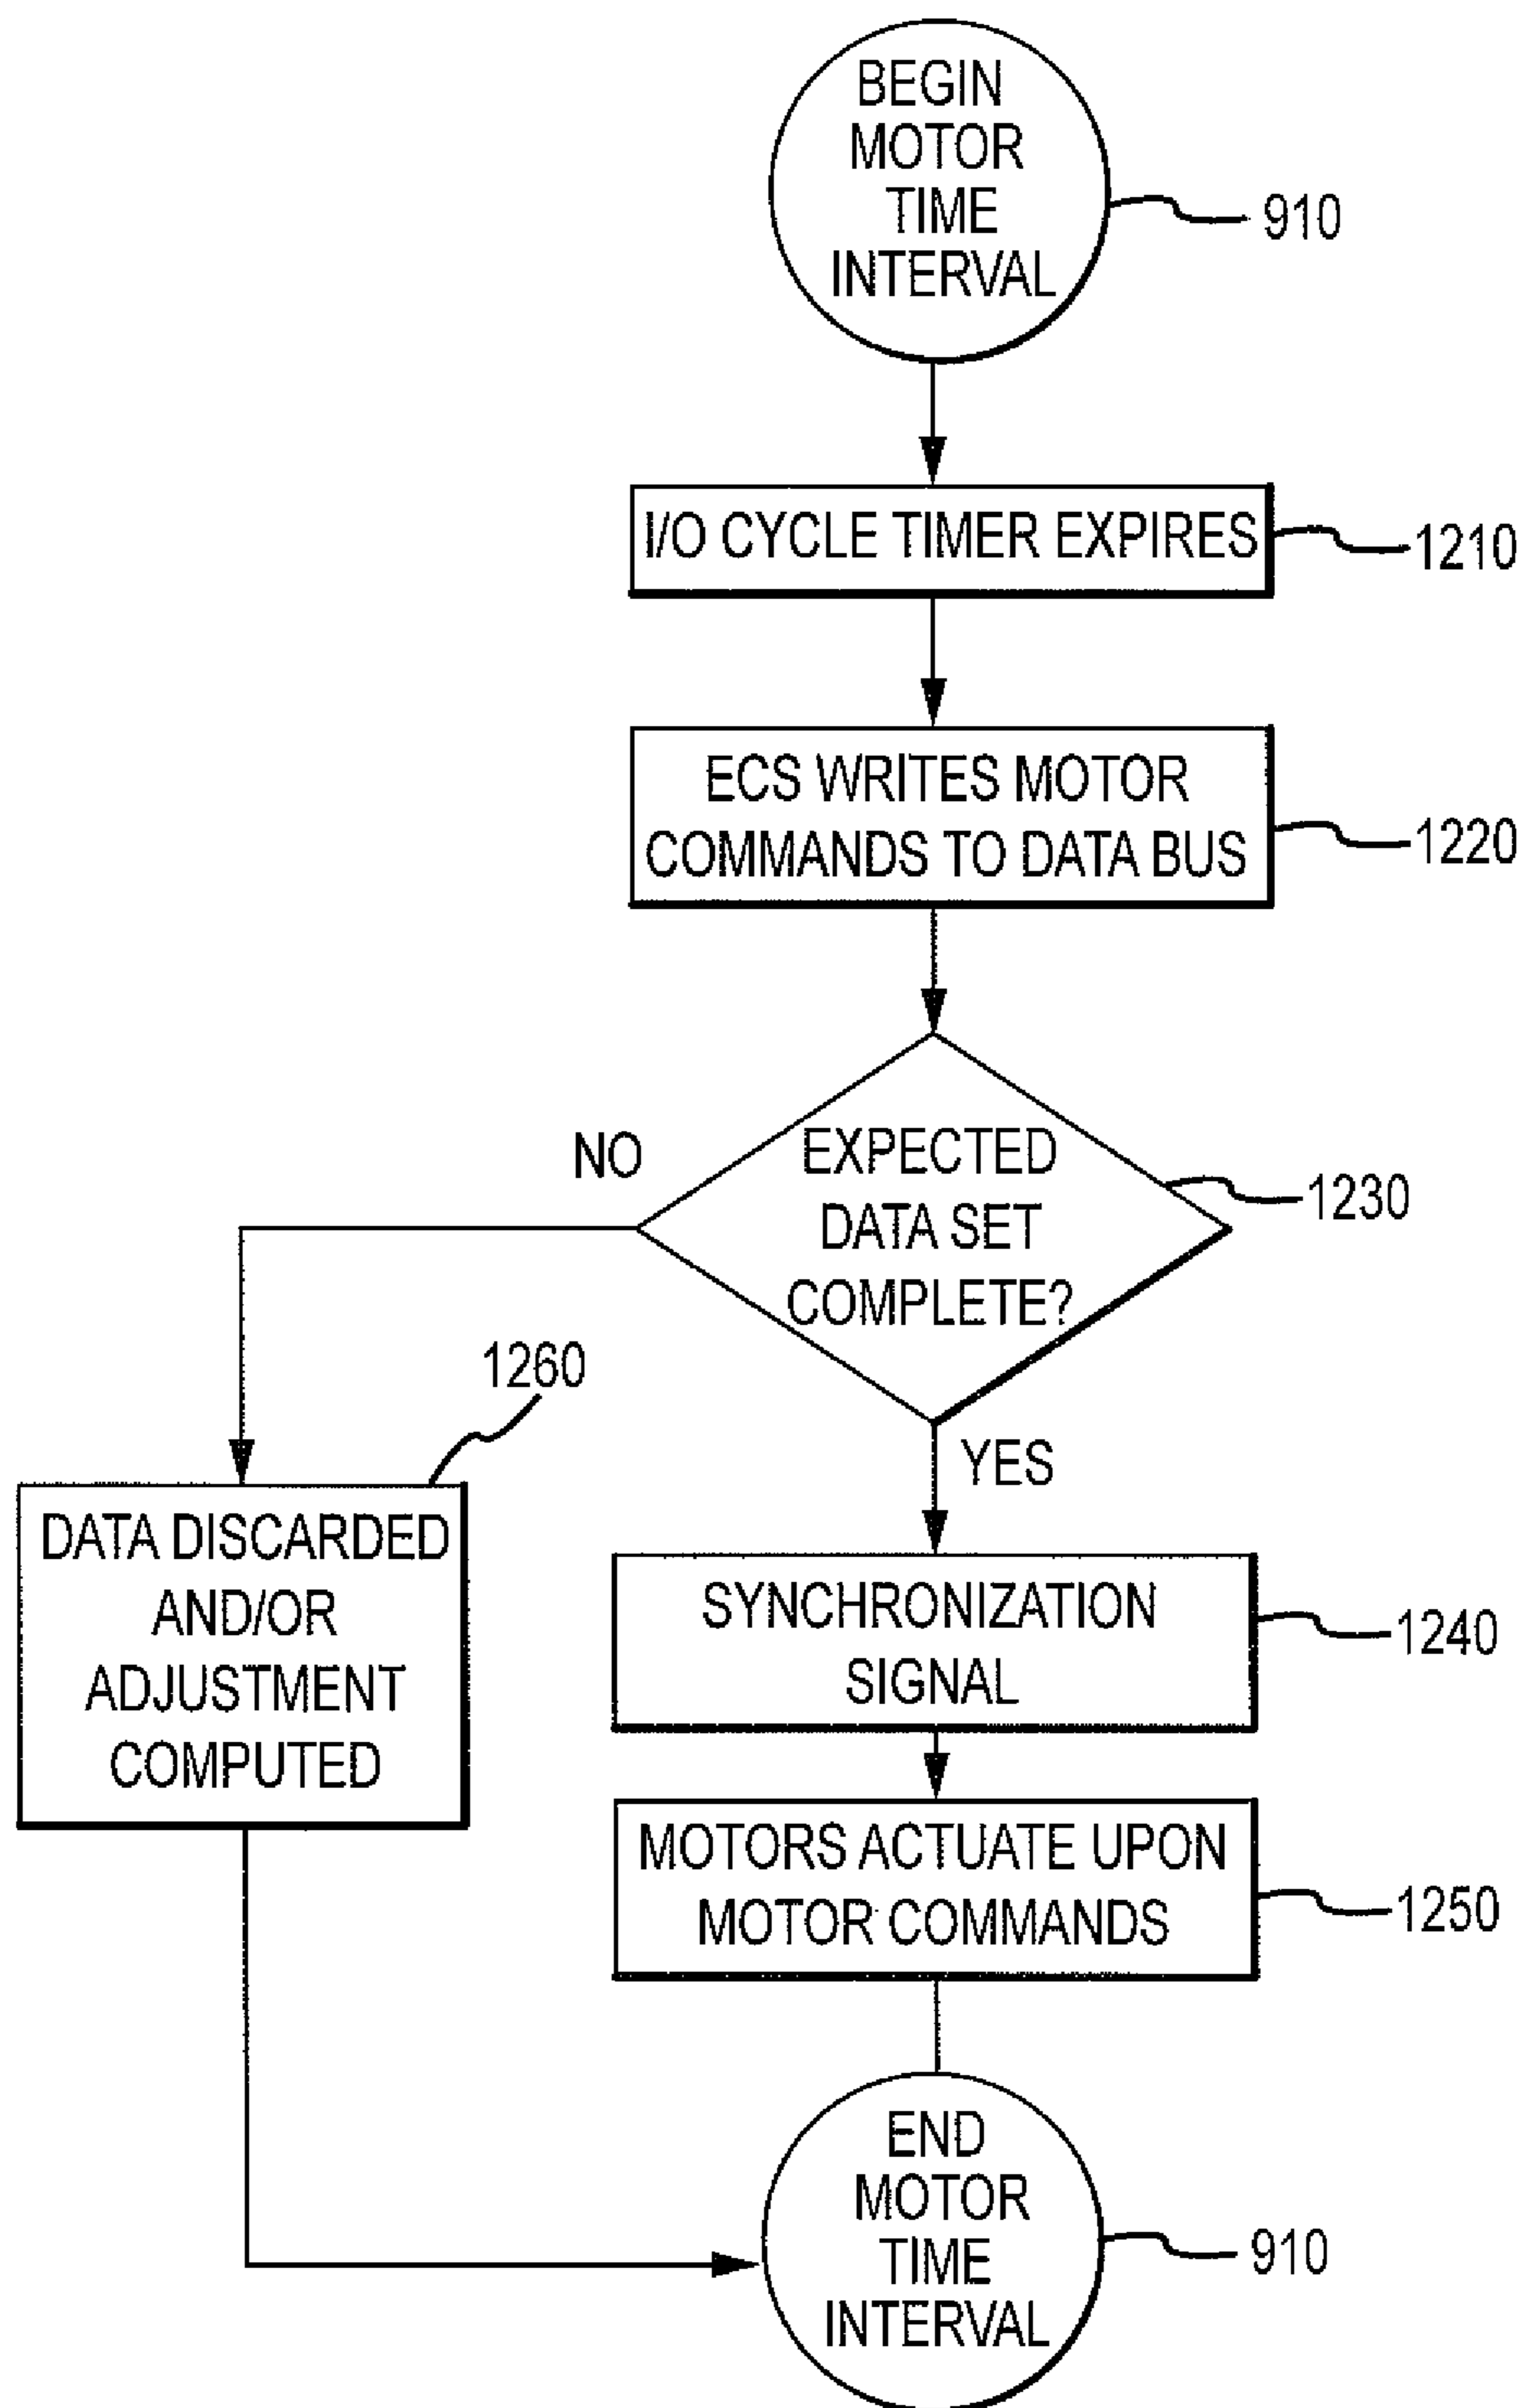 BEGIN
MOTOR
TIME
INTERVAL
910
I/O CYCLE TIMER EXPIRES
1210
ECS WRITES MOTOR
COMMANDS TO DATA BUS
1220
EXPECTED
DATA SET
COMPLETE?
1230
NO
YES
1260
DATA DISCARDED
AND/OR
ADJUSTMENT
COMPUTED
SYNCHRONIZATION
SIGNAL
1240
MOTORS ACTUATE UPON
MOTOR COMMANDS
1250
END
MOTOR
TIME
INTERVAL
910